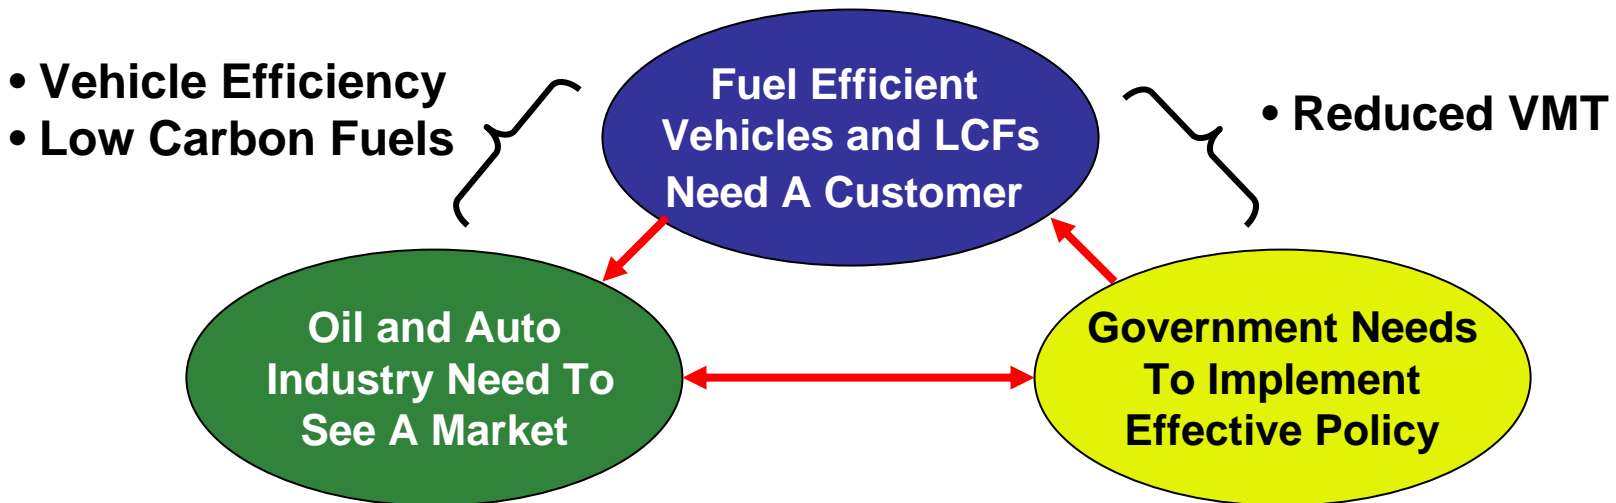 • Vehicle Efficiency
• Low Carbon Fuels
Fuel Efficient
Vehicles and LCFs
Need A Customer
• Reduced VMT
Oil and Auto
Industry Need To
See A Market
Government Needs
To Implement
Effective Policy